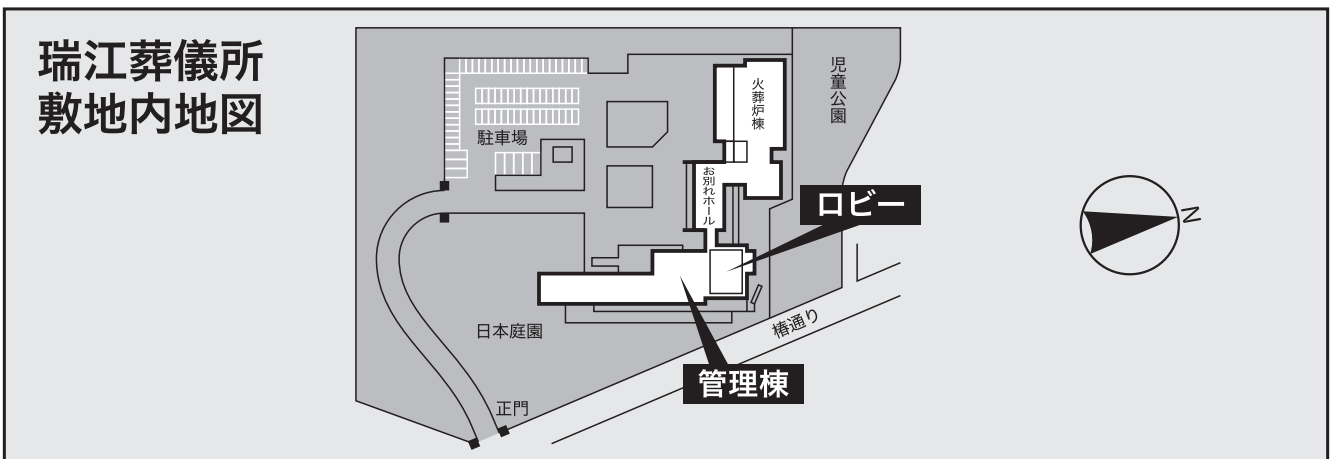 瑞江葬儀所
敷地内地図
児童公園
火葬炉棟
駐車場
お別れホール
ロビー
N
椿通り
日本庭園
管理棟
正門